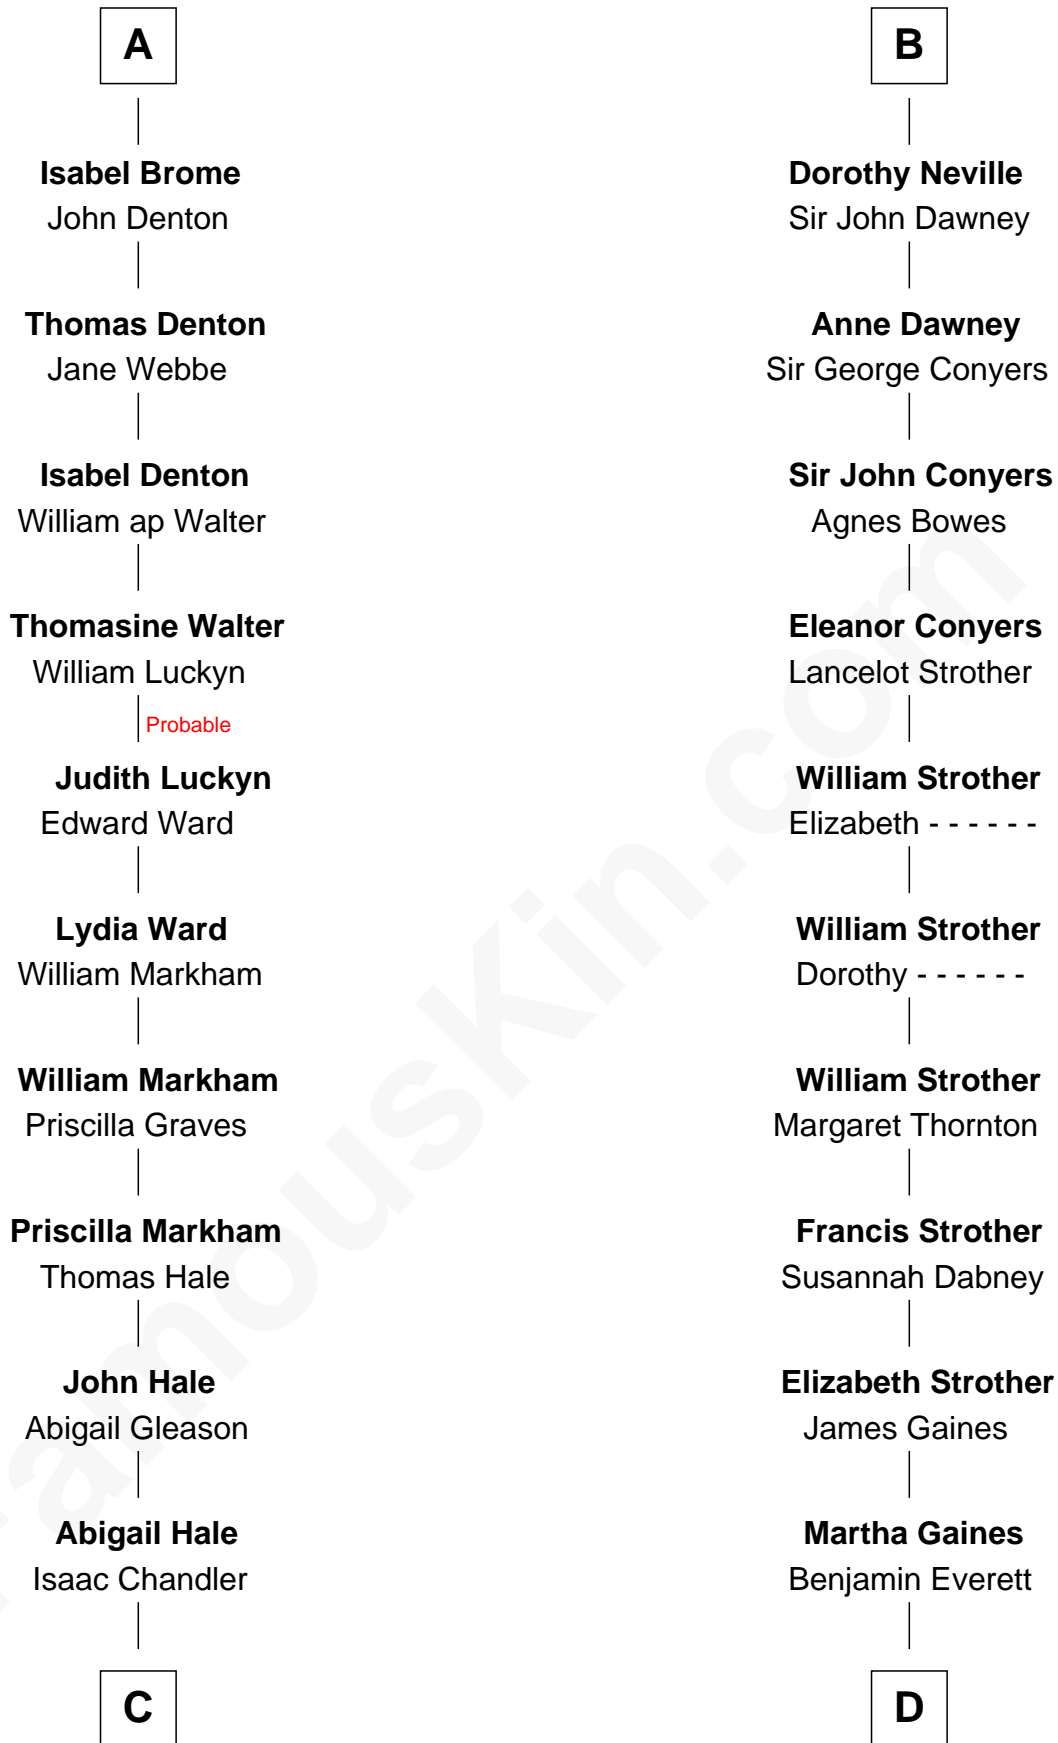 A
Isabel Brome
John Denton
Thomas Denton
Jane Webbe
Isabel Denton
William ap Walter
Thomasine Walter
William Luckyn
Probable
Judith Luckyn
Edward Ward
Lydia Ward
William Markham
William Markham
Priscilla Graves
Priscilla Markham
Thomas Hale
John Hale
Abigail Gleason
Abigail Hale
Isaac Chandler
C
B
Dorothy Neville
Sir John Dawney
Anne Dawney
Sir George Conyers
Sir John Conyers
Agnes Bowes
Eleanor Conyers
Lancelot Strother
William Strother
Elizabeth - - - - - -
William Strother
Dorothy - - - - - -
William Strother
Margaret Thornton
Francis Strother
Susannah Dabney
Elizabeth Strother
James Gaines
Martha Gaines
Benjamin Everett
D
FamousKin.com